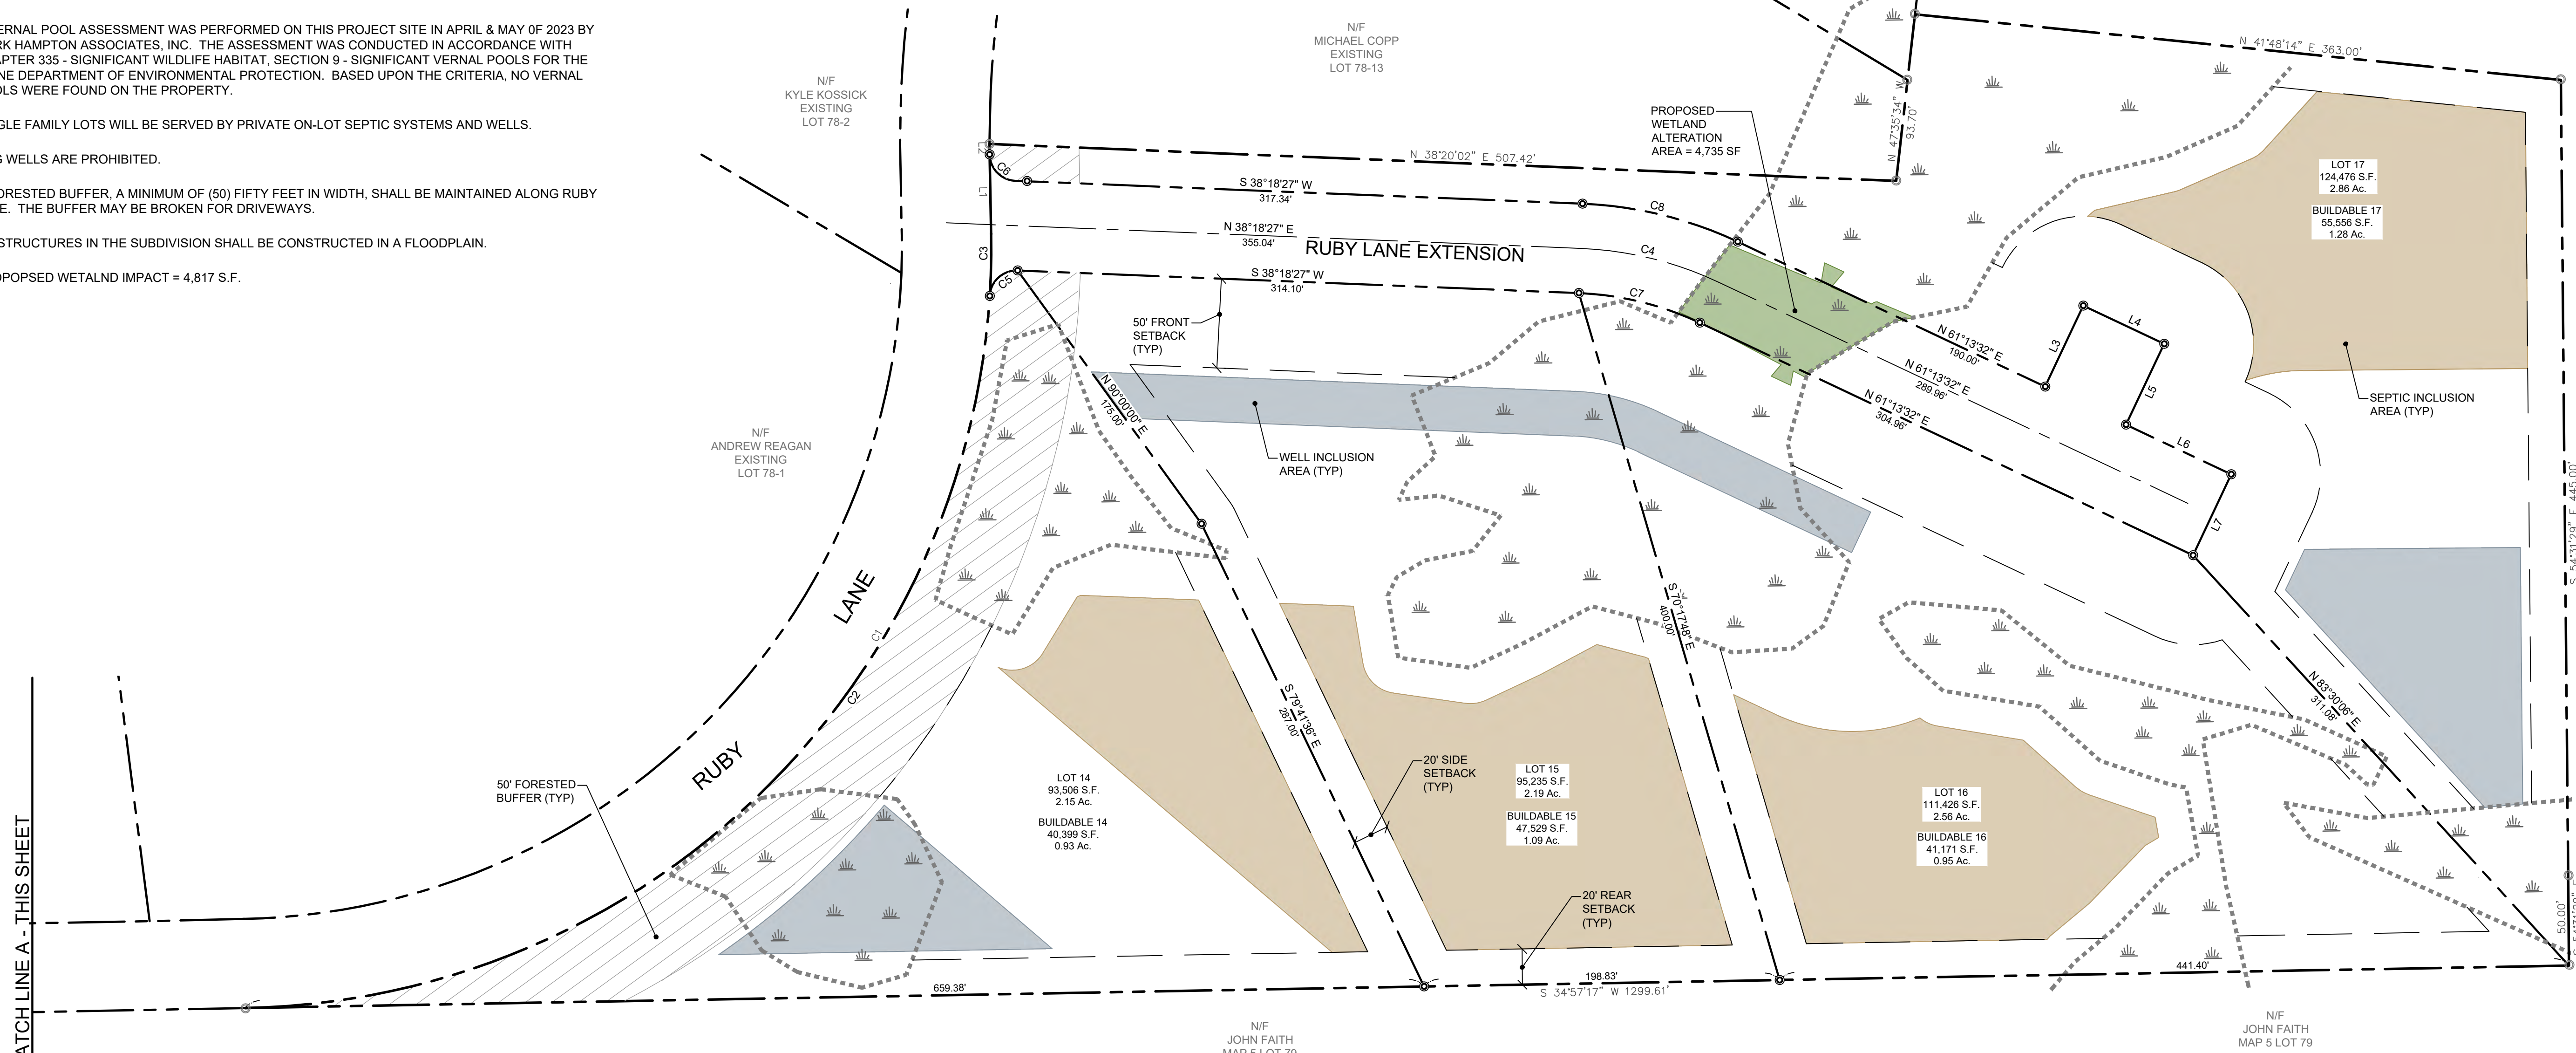 ERNAL POOL ASSESSMENT WAS PERFORMED ON THIS PROJECT SITE IN APRIL & MAY 0F 2023 BY
RK HAMPTON ASSOCIATES, INC. THE ASSESSMENT WAS CONDUCTED IN ACCORDANCE WITH
APTER 335 - SIGNIFICANT WILDLIFE HABITAT, SECTION 9 - SIGNIFICANT VERNAL POOLS FOR THE
NE DEPARTMENT OF ENVIRONMENTAL PROTECTION. BASED UPON THE CRITERIA, NO VERNAL
OLS WERE FOUND ON THE PROPERTY.
GLE FAMILY LOTS WILL BE SERVED BY PRIVATE ON-LOT SEPTIC SYSTEMS AND WELLS.
G WELLS ARE PROHIBITED.
ORESTED BUFFER, A MINIMUM OF (50) FIFTY FEET IN WIDTH, SHALL BE MAINTAINED ALONG RUBY
E. THE BUFFER MAY BE BROKEN FOR DRIVEWAYS.
STRUCTURES IN THE SUBDIVISION SHALL BE CONSTRUCTED IN A FLOODPLAIN.
OPOPSED WETALND IMPACT = 4,817 S.F.
N/F
KYLE KOSSICK
EXISTING
LOT 78-2
N/F
MICHAEL COPP
EXISTING
LOT 78-13
N/F
ANDREW REAGAN
EXISTING
LOT 78-1
PROPOSED
WETLAND
ALTERATION
AREA = 4,735 SF
N 41°48'14" E 363.00'
N 47°35'34" W
93.70'
N 38°20'02" E 507.42'
L2
C6
L1
S 38°18'27" W
317.34'
C8
N 38°18'27" E
355.04'
RUBY LANE EXTENSION
C4
C3
C5
S 38°18'27" W
314.10'
C7
50' FRONT
SETBACK
(TYP)
N 61°13'32" E
190.00'
N 61°13'32" E
289.96'
N 61°13'32" E
304.96'
L3
L4
L5
L6
L7
LOT 17
124,476 S.F.
2.86 Ac.
BUILDABLE 17
55,556 S.F.
1.28 Ac.
SEPTIC INCLUSION
AREA (TYP)
S 54°31'29" E 445.00'
N 90°00'00" E
175.00'
WELL INCLUSION
AREA (TYP)
S 70°17'48" E
400.00'
N 83°30'06" E
311.08'
S 79°41'36" E
287.00'
RUBY
LANE
C1
C2
50' FORESTED
BUFFER (TYP)
LOT 14
93,506 S.F.
2.15 Ac.
BUILDABLE 14
40,399 S.F.
0.93 Ac.
20' SIDE
SETBACK
(TYP)
LOT 15
95,235 S.F.
2.19 Ac.
BUILDABLE 15
47,529 S.F.
1.09 Ac.
LOT 16
111,426 S.F.
2.56 Ac.
BUILDABLE 16
41,171 S.F.
0.95 Ac.
20' REAR
SETBACK
(TYP)
50.00'
659.38'
198.83'
441.40'
S 34°57'17" W 1299.61'
ATCH LINE A - THIS SHEET
N/F
JOHN FAITH
MAP 5 LOT 79
N/F
JOHN FAITH
MAP 5 LOT 79